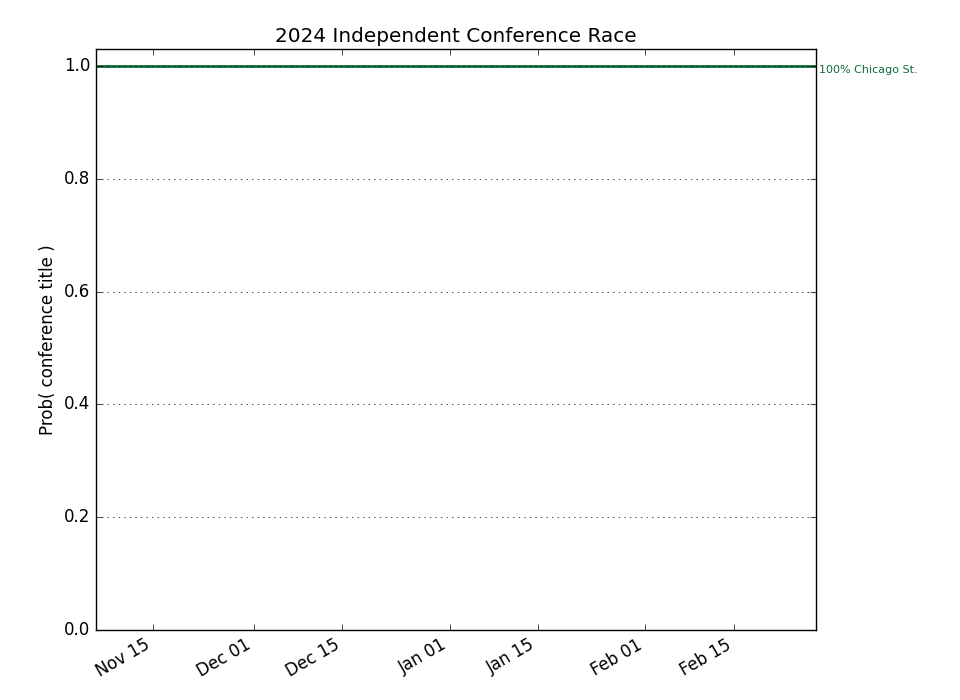 2024 Independent Conference Race
1.0
100% Chicago St.
0.8
0.6
0.4
0.2
0.0
Prob( conference title )
Nov 15
Dec 01
Dec 15
Jan 01
Jan 15
Feb 01
Feb 15